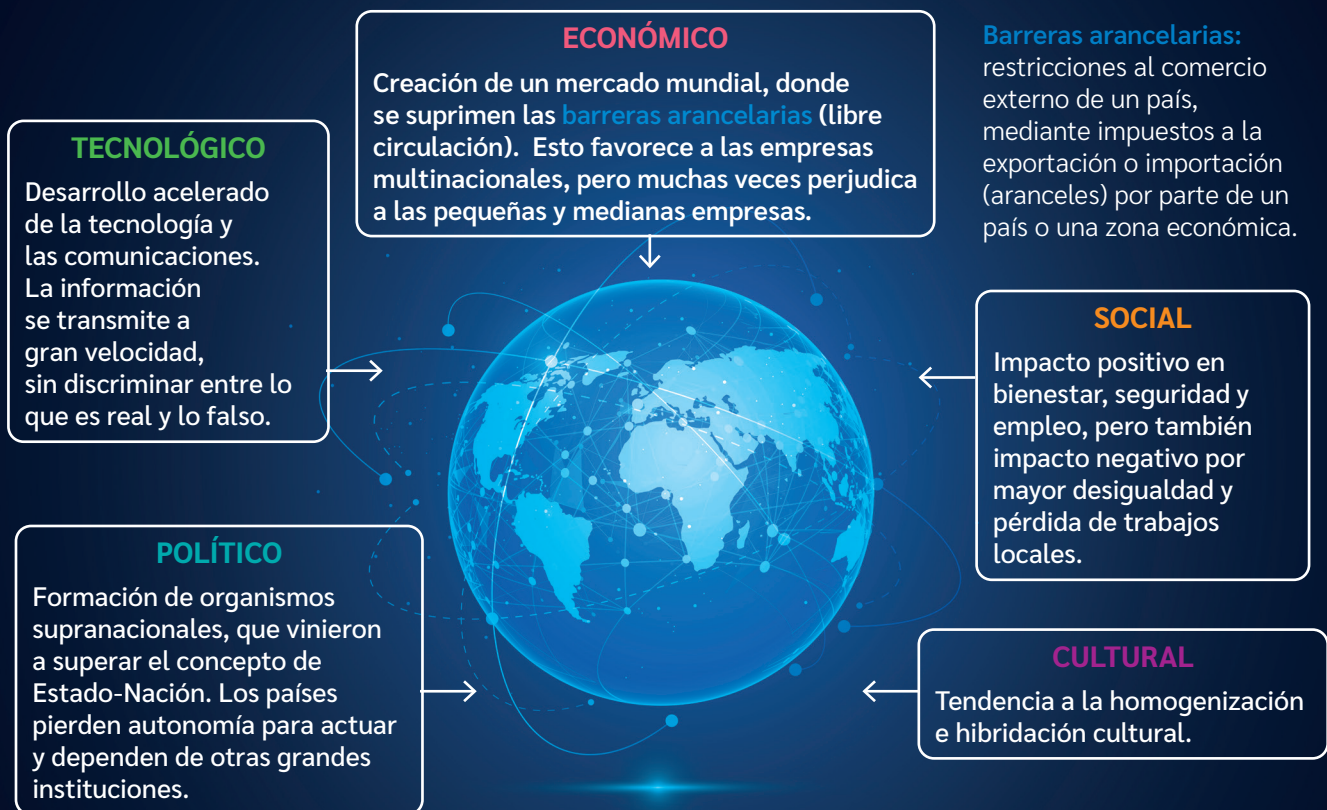 ECONÓMICO
Creación de un mercado mundial, donde
se suprimen las barreras arancelarias (libre
circulación).  Esto favorece a las empresas
multinacionales, pero muchas veces perjudica
a las pequeñas y medianas empresas.
Barreras arancelarias:
restricciones al comercio
externo de un país,
mediante impuestos a la
exportación o importación
(aranceles) por parte de un
país o una zona económica.
TECNOLÓGICO
Desarrollo acelerado
de la tecnología y
las comunicaciones.
La información
se transmite a
gran velocidad,
sin discriminar entre lo
que es real y lo falso.
SOCIAL
Impacto positivo en
bienestar, seguridad y
empleo, pero también
impacto negativo por
mayor desigualdad y
pérdida de trabajos
locales.
POLÍTICO
Formación de organismos
supranacionales, que vinieron
a superar el concepto de
Estado-Nación. Los países
pierden autonomía para actuar
y dependen de otras grandes
instituciones.
CULTURAL
Tendencia a la homogenización
e hibridación cultural.